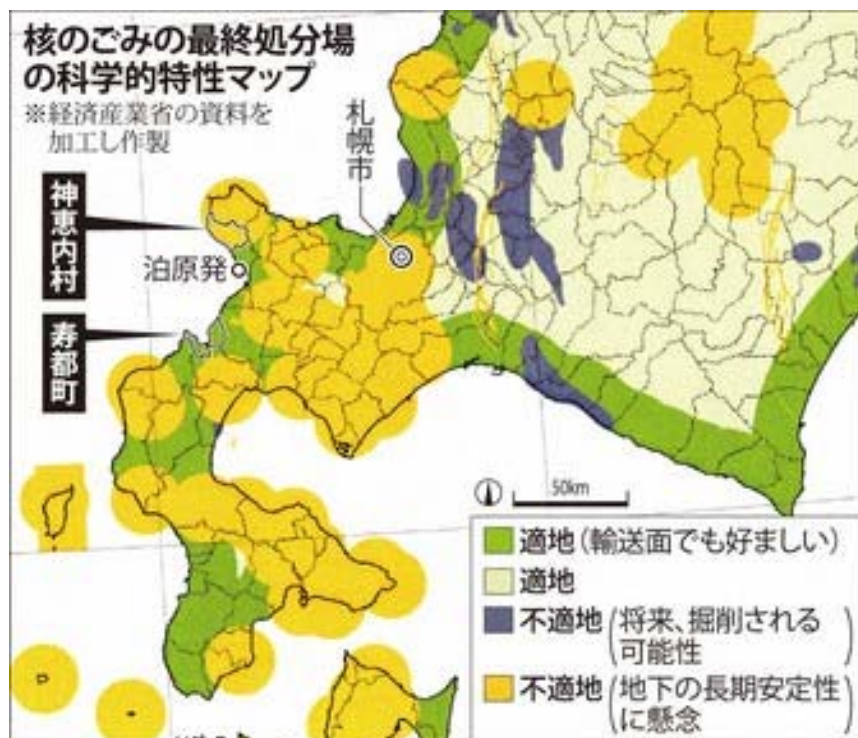 核のごみの最終処分場
の科学的特性マップ
※経済産業省の資料を
加工し作製
札幌市
神恵内村
泊原発
寿都町
50km
適地(輸送面でも好ましい)
適地
不適地(将来、掘削される
可能性
不適地(地下の長期安定性
に懸念